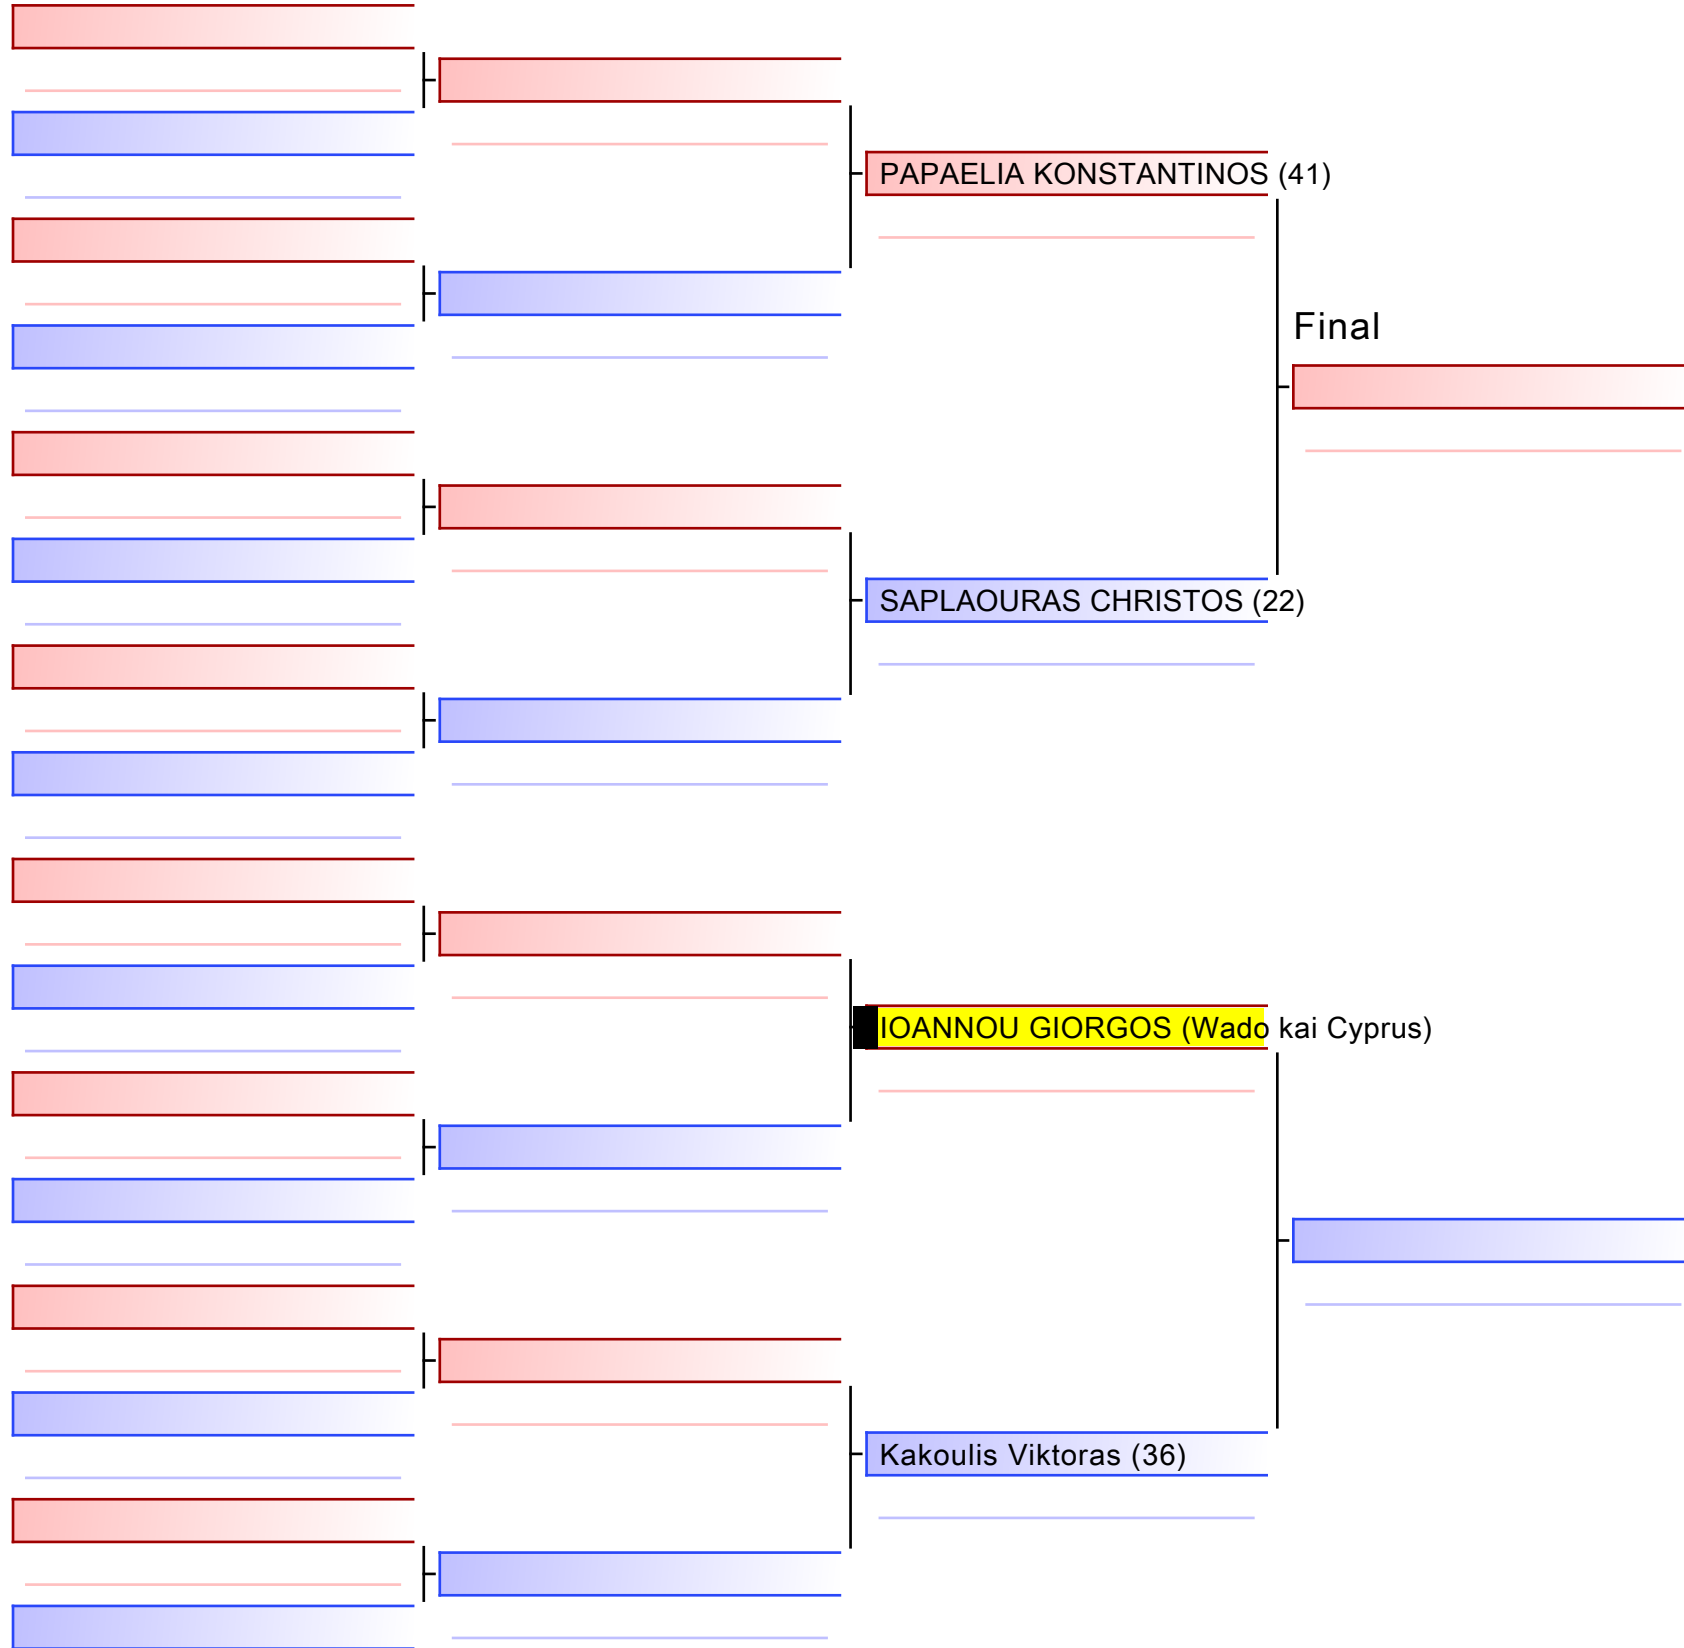 PAPAELIA KONSTANTINOS (41)
Final
SAPLAOURAS CHRISTOS (22)
IOANNOU GIORGOS (Wado kai Cyprus)
Kakoulis Viktoras (36)